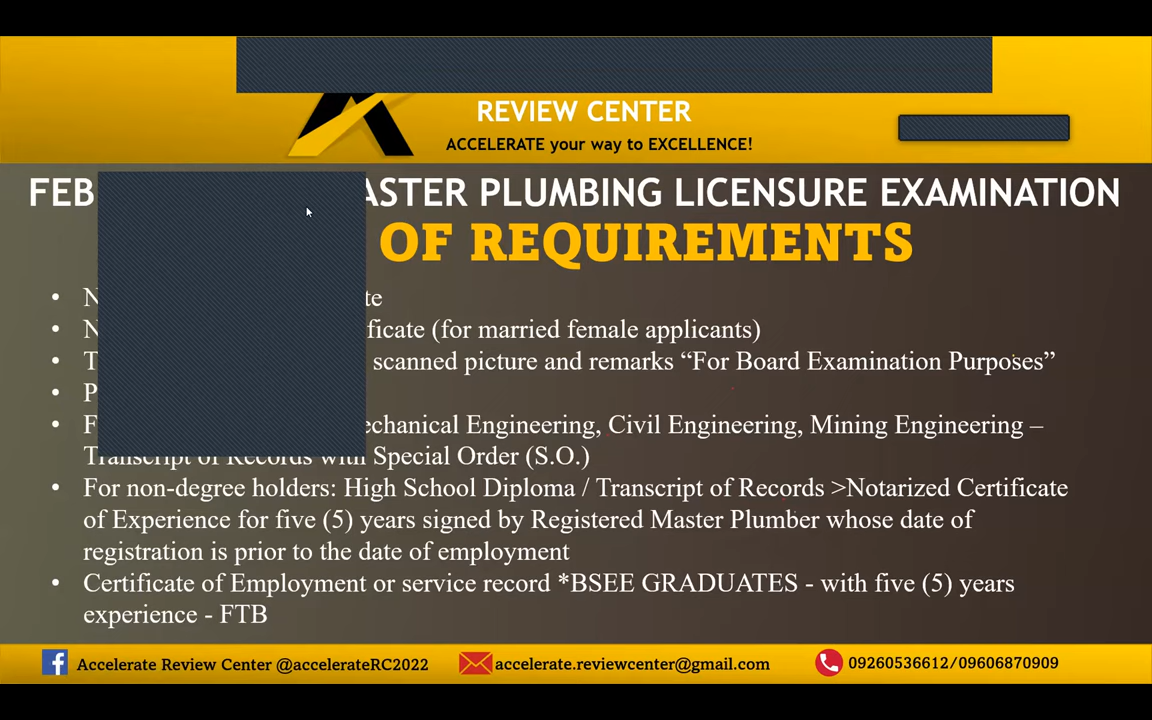 REVIEW CENTER
ACCELERATE your way to EXCELLENCE!
FEB ASTER PLUMBING LICENSURE EXAMINATION
OF REQUIREMENTS
• N te
• N ficate (for married female applicants)
• T scanned picture and remarks “For Board Examination Purposes”
• P
• F echanical Engineering, Civil Engineering, Mining Engineering –
Transcript of Records with Special Order (S.O.)
• For non-degree holders: High School Diploma / Transcript of Records >Notarized Certificate
of Experience for five (5) years signed by Registered Master Plumber whose date of
registration is prior to the date of employment
• Certificate of Employment or service record *BSEE GRADUATES - with five (5) years
experience - FTB
Accelerate Review Center @accelerateRC2022 accelerate.reviewcenter@gmail.com 09260536612/09606870909